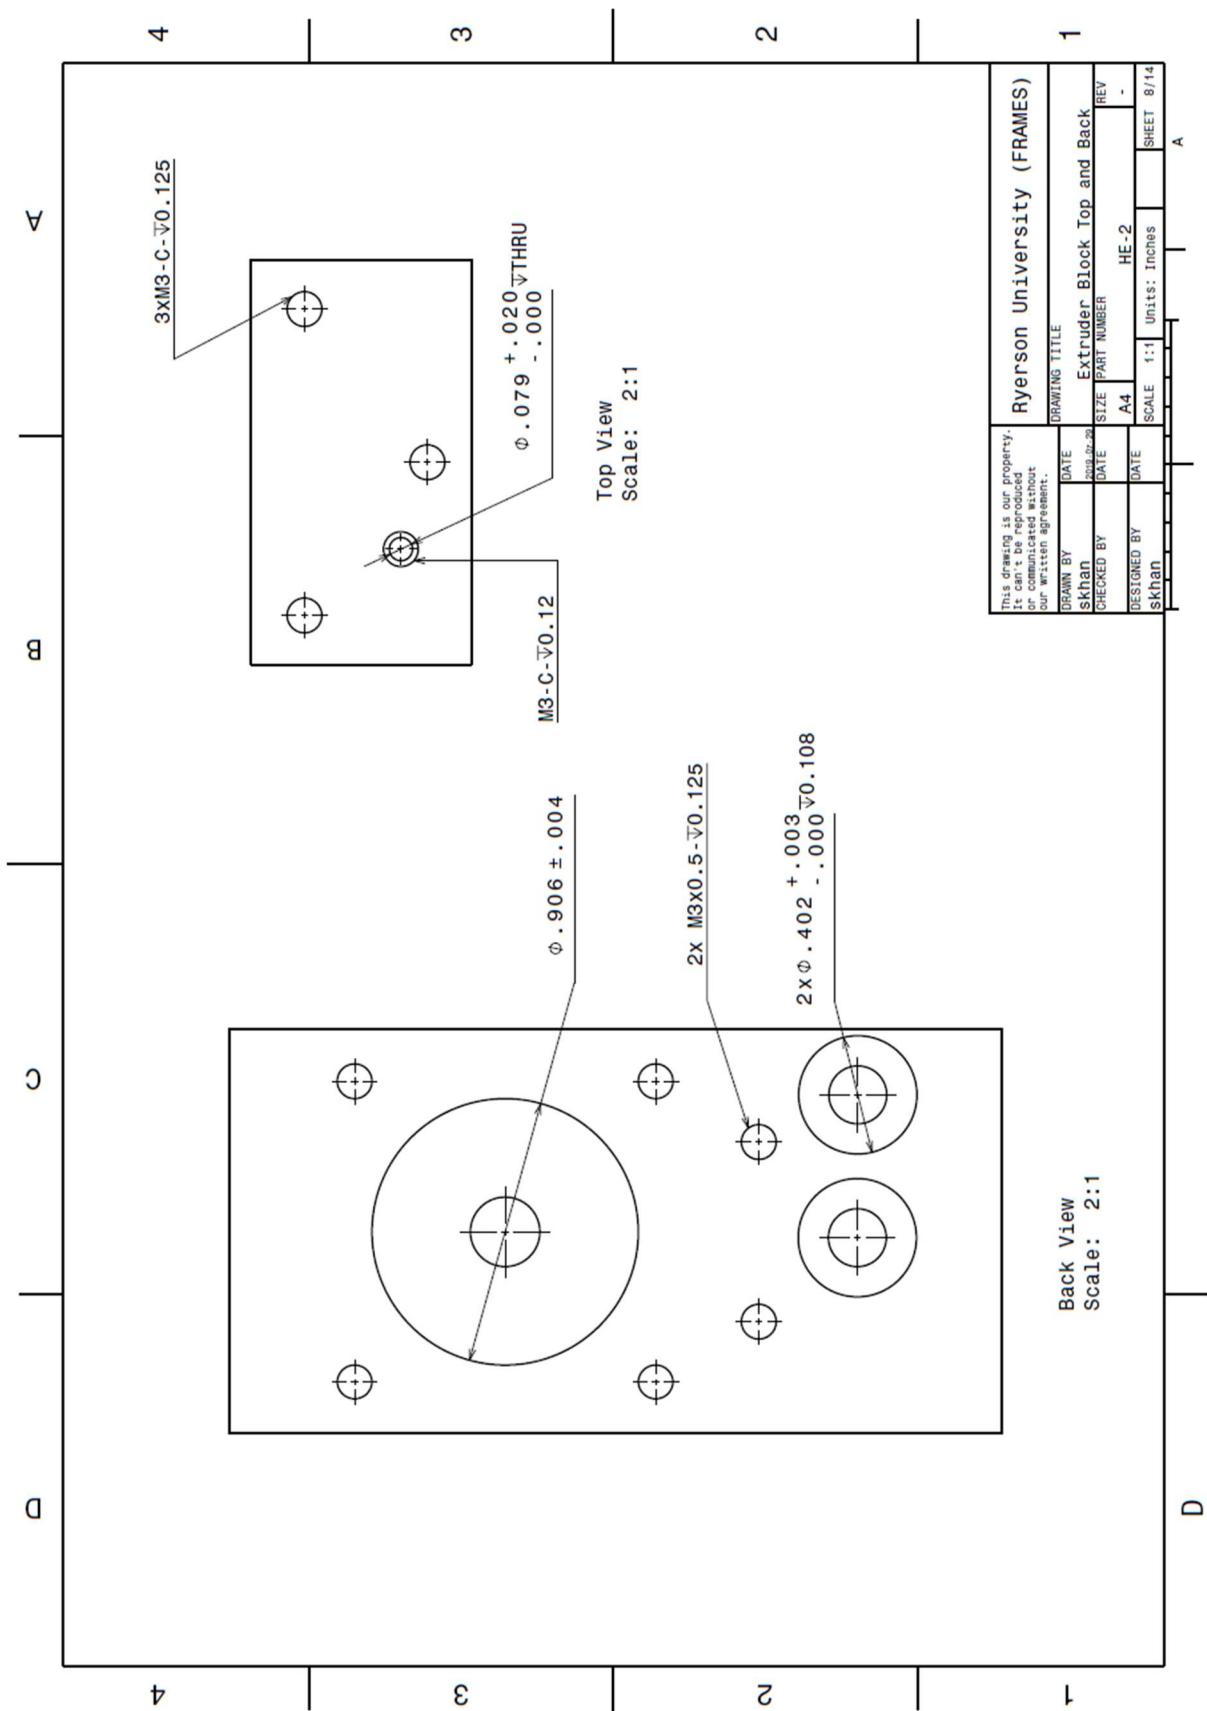 D
C
B
A
4
4
3
3
2
2
1
1
D
A
3xM3-C-↧0.125
⌀.079 +.020 -.000 ↧THRU
M3-C-↧0.12
Top View
Scale: 2:1
⌀.906 ±.004
2x M3x0.5-↧0.125
2x⌀.402 +.003 -.000 ↧0.108
Back View
Scale: 2:1
This drawing is our property.
It can't be reproduced
or communicated without
our written agreement.
Ryerson University (FRAMES)
DRAWN BY
skhan
DATE
DRAWING TITLE
Extruder Block Top and Back
CHECKED BY
DATE
SIZE
A4
PART NUMBER
HE-2
REV
-
DESIGNED BY
skhan
DATE
SCALE 1:1
Units: Inches
SHEET 8/14